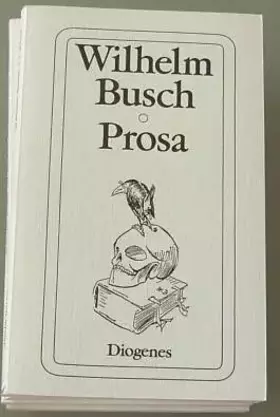 Wilhelm
Busch
Prosa
Diogenes